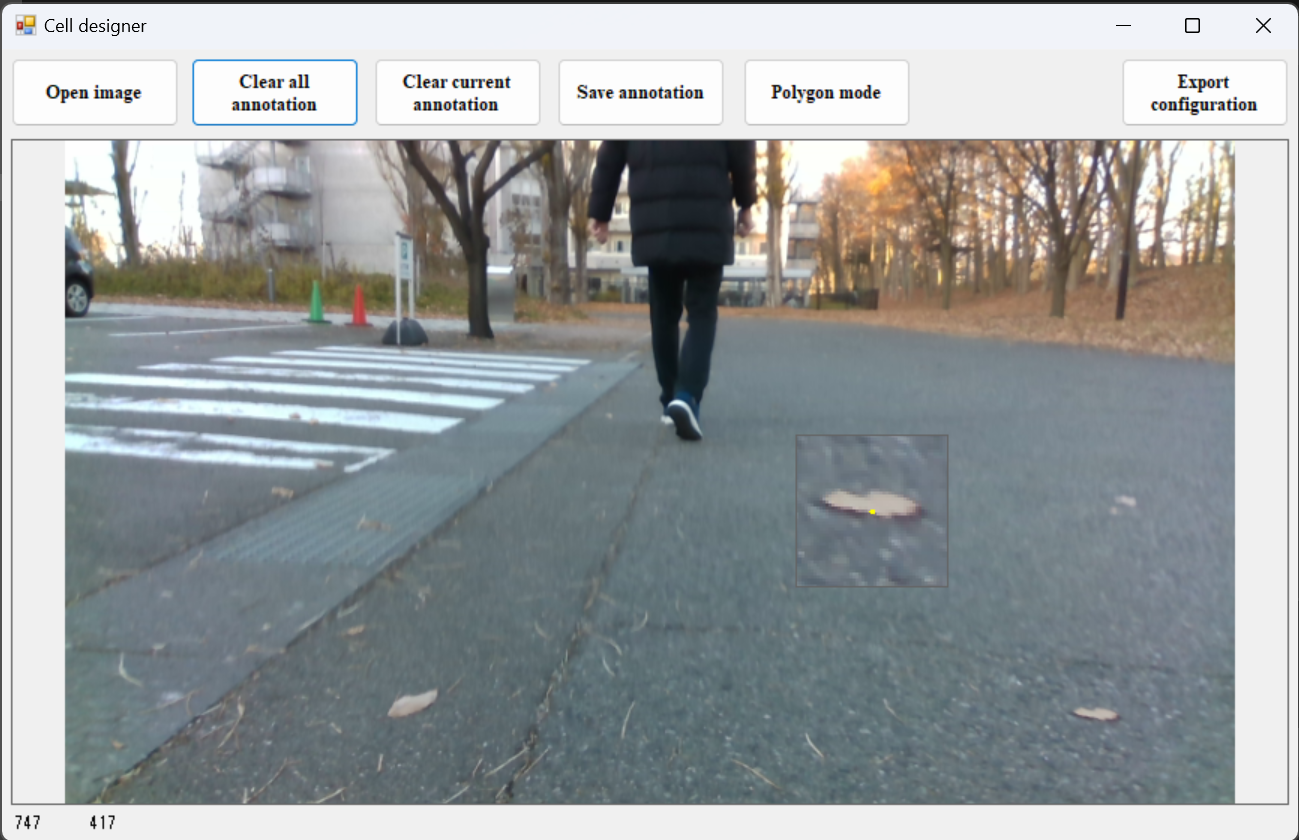 Cell designer
Open image
Clear all
annotation
Clear current
annotation
Save annotation
Polygon mode
Export
configuration
747 417